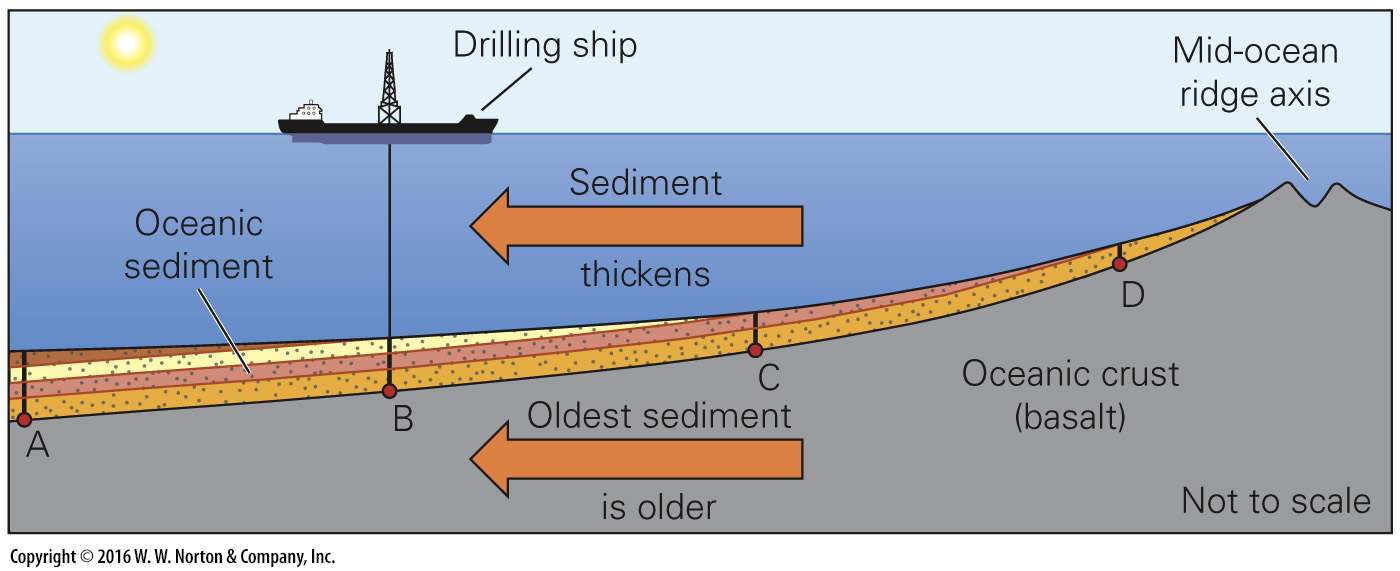 Drilling ship
Mid-ocean
ridge axis
Sediment
thickens
Oceanic
sediment
A
B
C
D
Oceanic crust
(basalt)
Oldest sediment
is older
Not to scale
Copyright © 2016 W. W. Norton & Company, Inc.